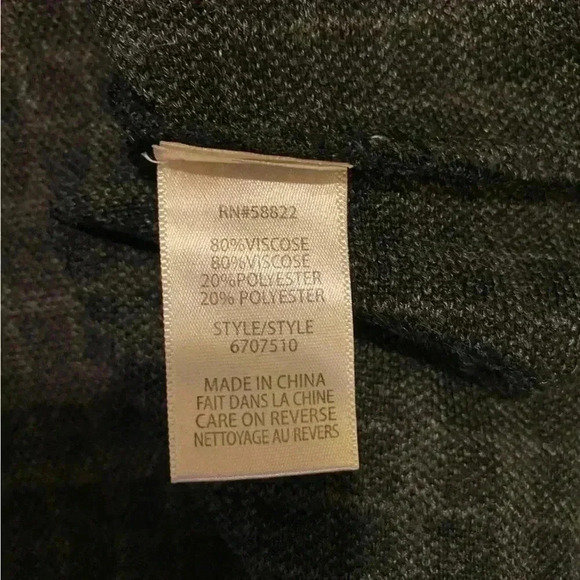 RN#58822
80%VISCOSE
80%VISCOSE
20%POLYESTER
20% POLYESTER
STYLE/STYLE
6707510
MADE IN CHINA
FAIT DANS LA CHINE
CARE ON REVERSE
NETTOYAGE AU REVERS